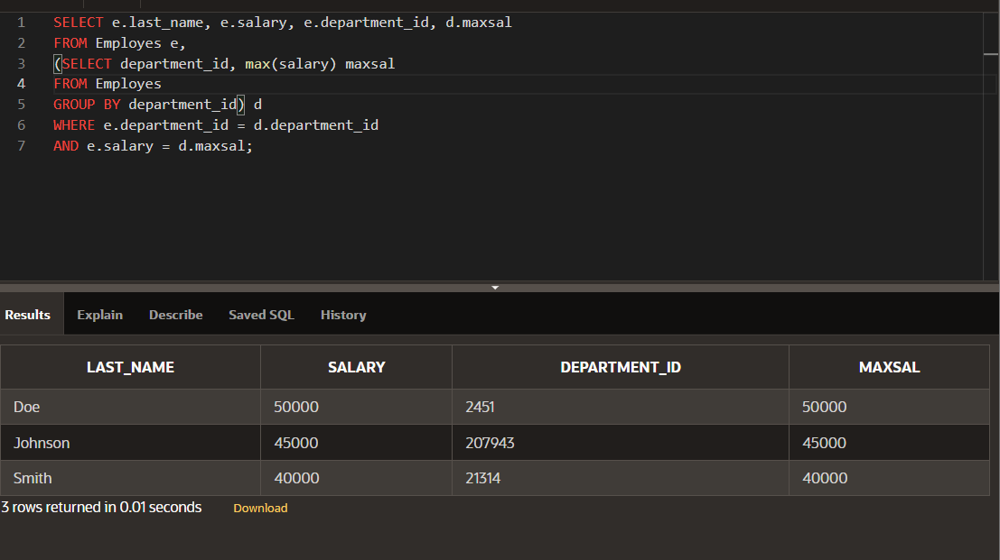 1 SELECT e.last_name, e.salary, e.department_id, d.maxsal
2 FROM Employes e,
3 (SELECT department_id, max(salary) maxsal
4 FROM Employes
5 GROUP BY department_id) d
6 WHERE e.department_id = d.department_id
7 AND e.salary = d.maxsal;
Results Explain Describe Saved SQL History
LAST_NAME SALARY DEPARTMENT_ID MAXSAL
Doe 50000 2451 50000
Johnson 45000 207943 45000
Smith 40000 21314 40000
3 rows returned in 0.01 seconds Download